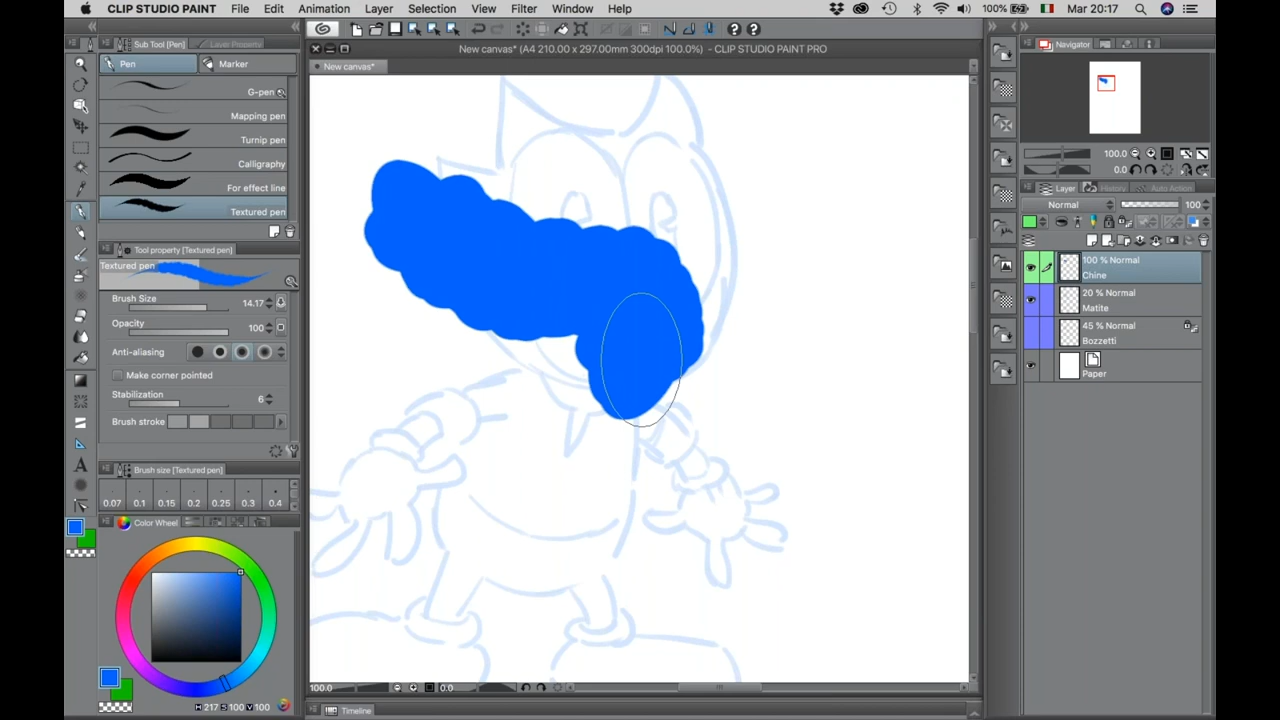 CLIP STUDIO PAINT File Edit Animation Layer Selection View Filter Window Help 100% Mar 20:17
New canvas* (A4 210.00 x 297.00mm 300dpi 100.0%) - CLIP STUDIO PAINT PRO
Sub Tool [Pen] Layer Property
Pen Marker
New canvas*
G-pen
Mapping pen
Turnip pen
Calligraphy
For effect line
Textured pen
Tool property [Textured pen]
Textured pen
Brush Size 14.17
Opacity 100
Anti-aliasing
Make corner pointed
Stabilization 6
Brush stroke
Brush size [Textured pen]
0.07 0.1 0.15 0.2 0.25 0.3 0.4
Color Wheel
H 217 S 100 V 100
100.0 0.0
Timeline
Navigator
100.0
0.0
Layer History Auto Action
Normal 100
100 % Normal
Chine
20 % Normal
Matite
45 % Normal
Bozzetti
Paper